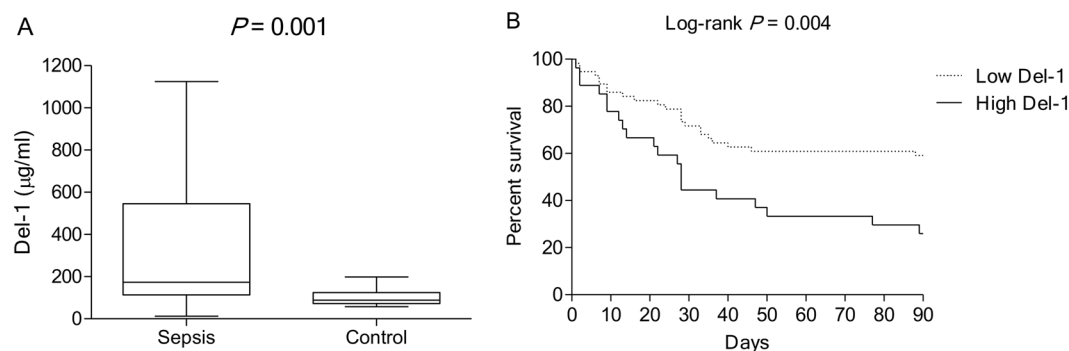 A
P = 0.001
Del-1 (µg/ml)
1200
1000
800
600
400
200
0
Sepsis
Control
B
Log-rank P = 0.004
Percent survival
100
80
60
40
20
0
0 10 20 30 40 50 60 70 80 90
Days
Low Del-1
High Del-1